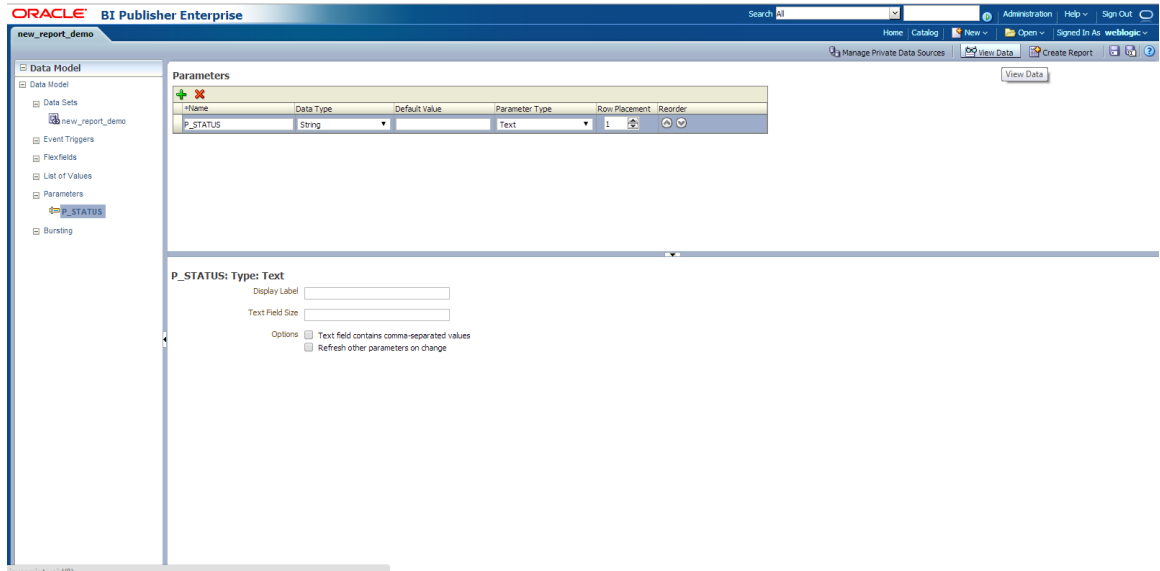 ORACLE BI Publisher Enterprise Search All Administration Help Sign Out
new_report_demo Home Catalog New Open Signed In As weblogic
Manage Private Data Sources View Data Create Report
View Data
Data Model
Data Model
Data Sets
new_report_demo
Event Triggers
Flexfields
List of Values
Parameters
P_STATUS
Bursting
Parameters
*Name Data Type Default Value Parameter Type Row Placement Reorder
P_STATUS String Text 1
P_STATUS: Type: Text
Display Label
Text Field Size
Options Text field contains comma-separated values
Refresh other parameters on change